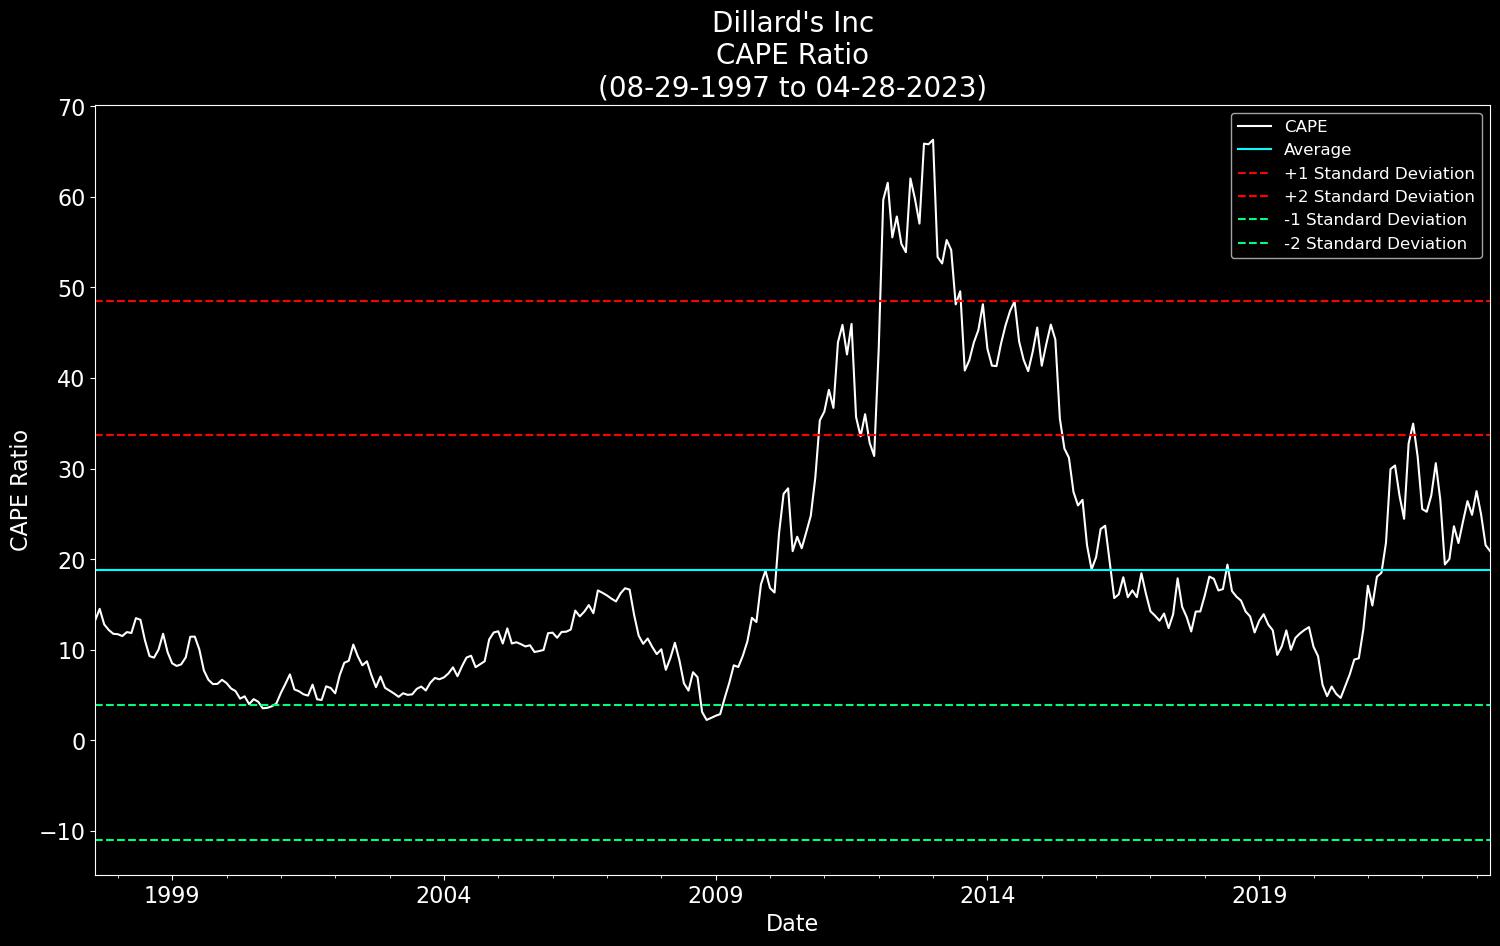 Dillard's Inc
CAPE Ratio
(08-29-1997 to 04-28-2023)
CAPE
Average
+1 Standard Deviation
+2 Standard Deviation
-1 Standard Deviation
-2 Standard Deviation
CAPE Ratio
70
60
50
40
30
20
10
0
−10
1999
2004
2009
2014
2019
Date